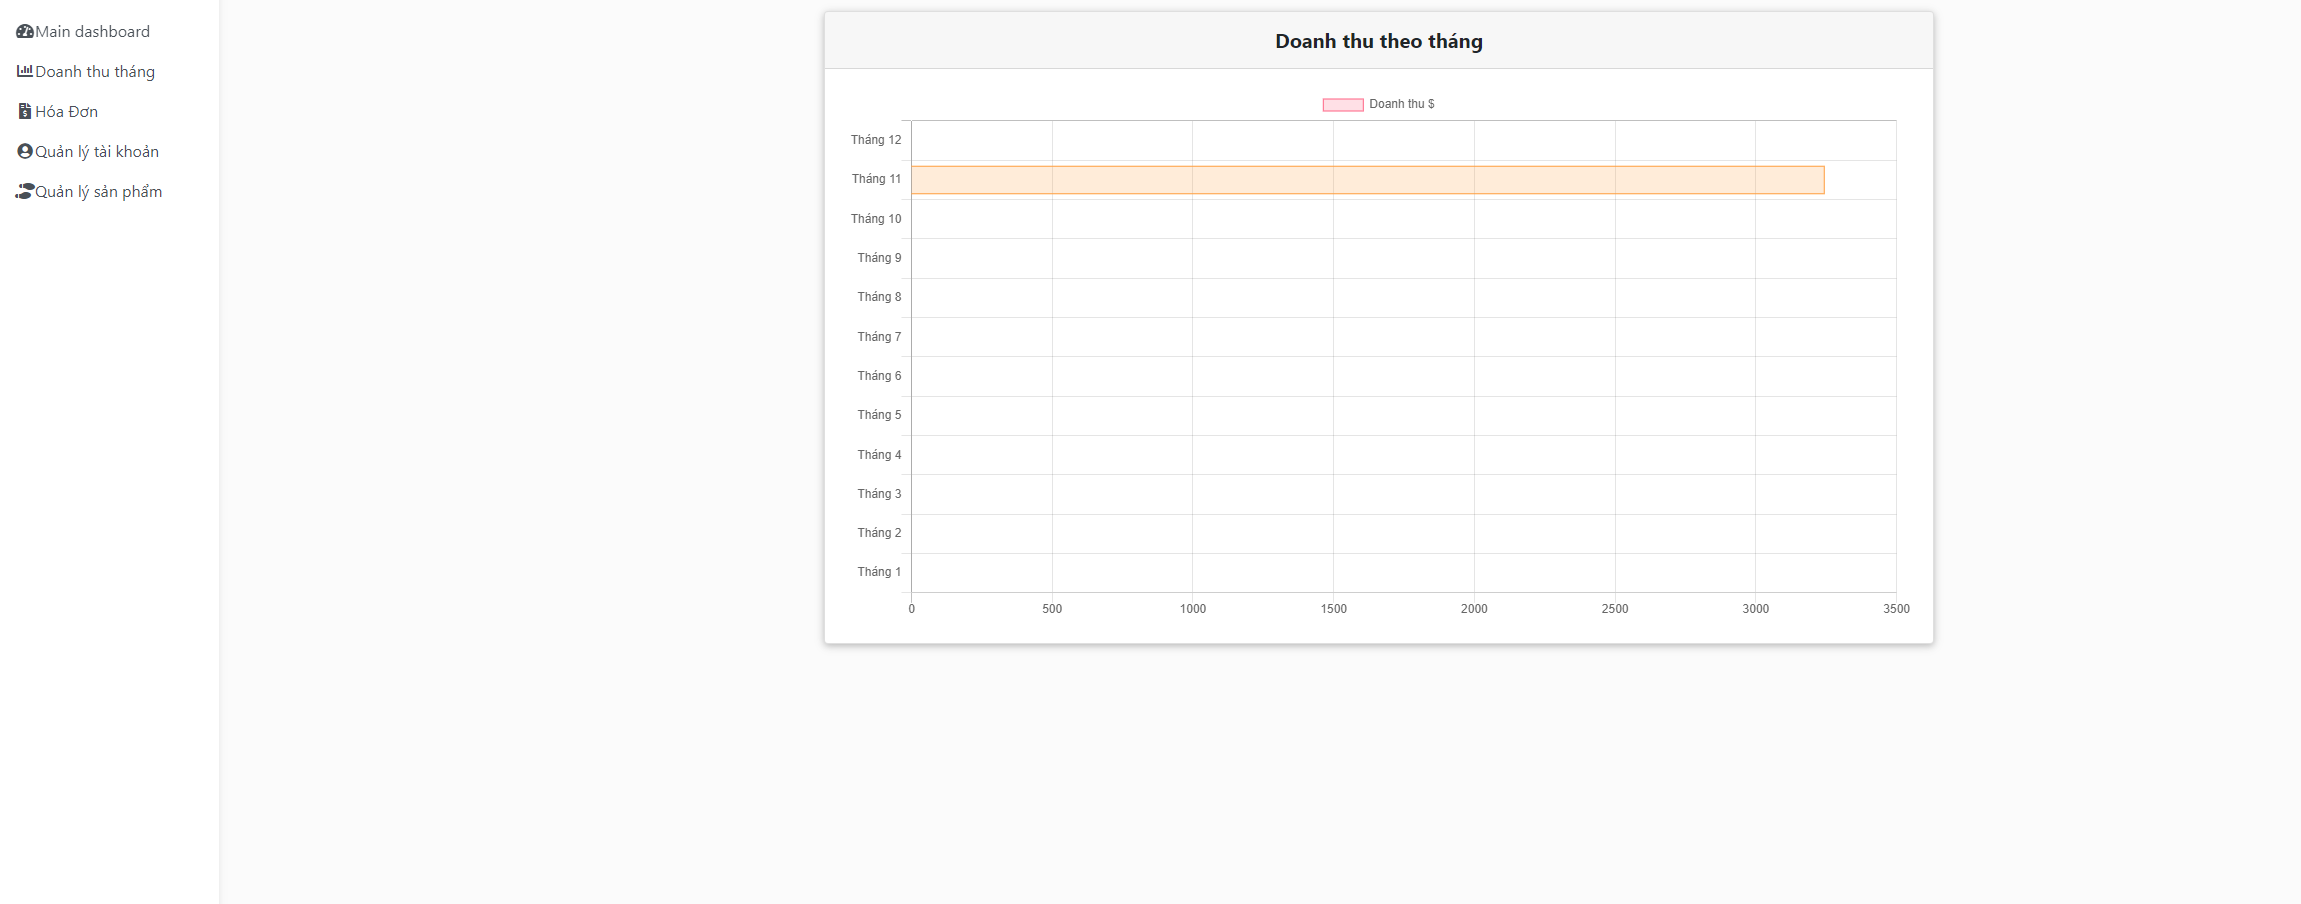 Main dashboard
Doanh thu tháng
Hóa Đơn
Quản lý tài khoản
Quản lý sản phẩm
Doanh thu theo tháng
Doanh thu $
Tháng 12
Tháng 11
Tháng 10
Tháng 9
Tháng 8
Tháng 7
Tháng 6
Tháng 5
Tháng 4
Tháng 3
Tháng 2
Tháng 1
0 500 1000 1500 2000 2500 3000 3500